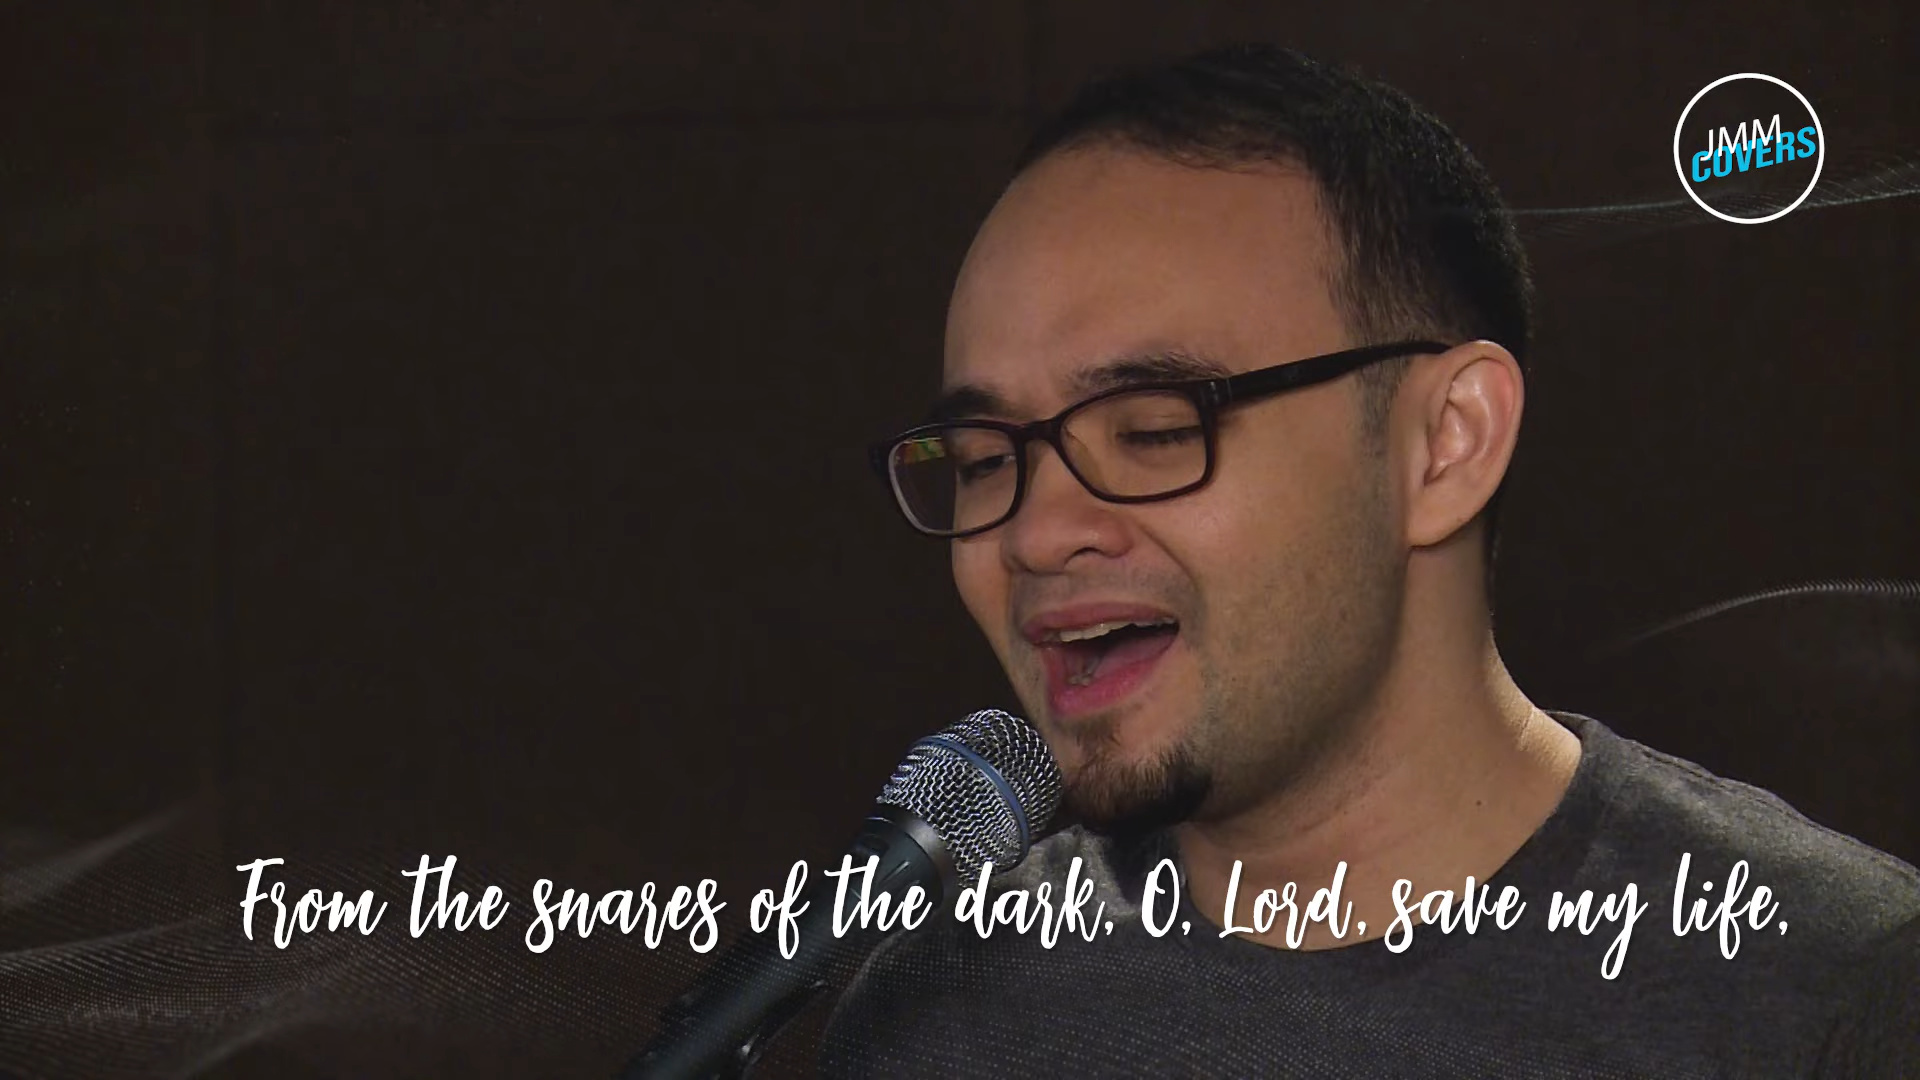 JMM
COVERS
From the snares of the dark, O, Lord, save my life,